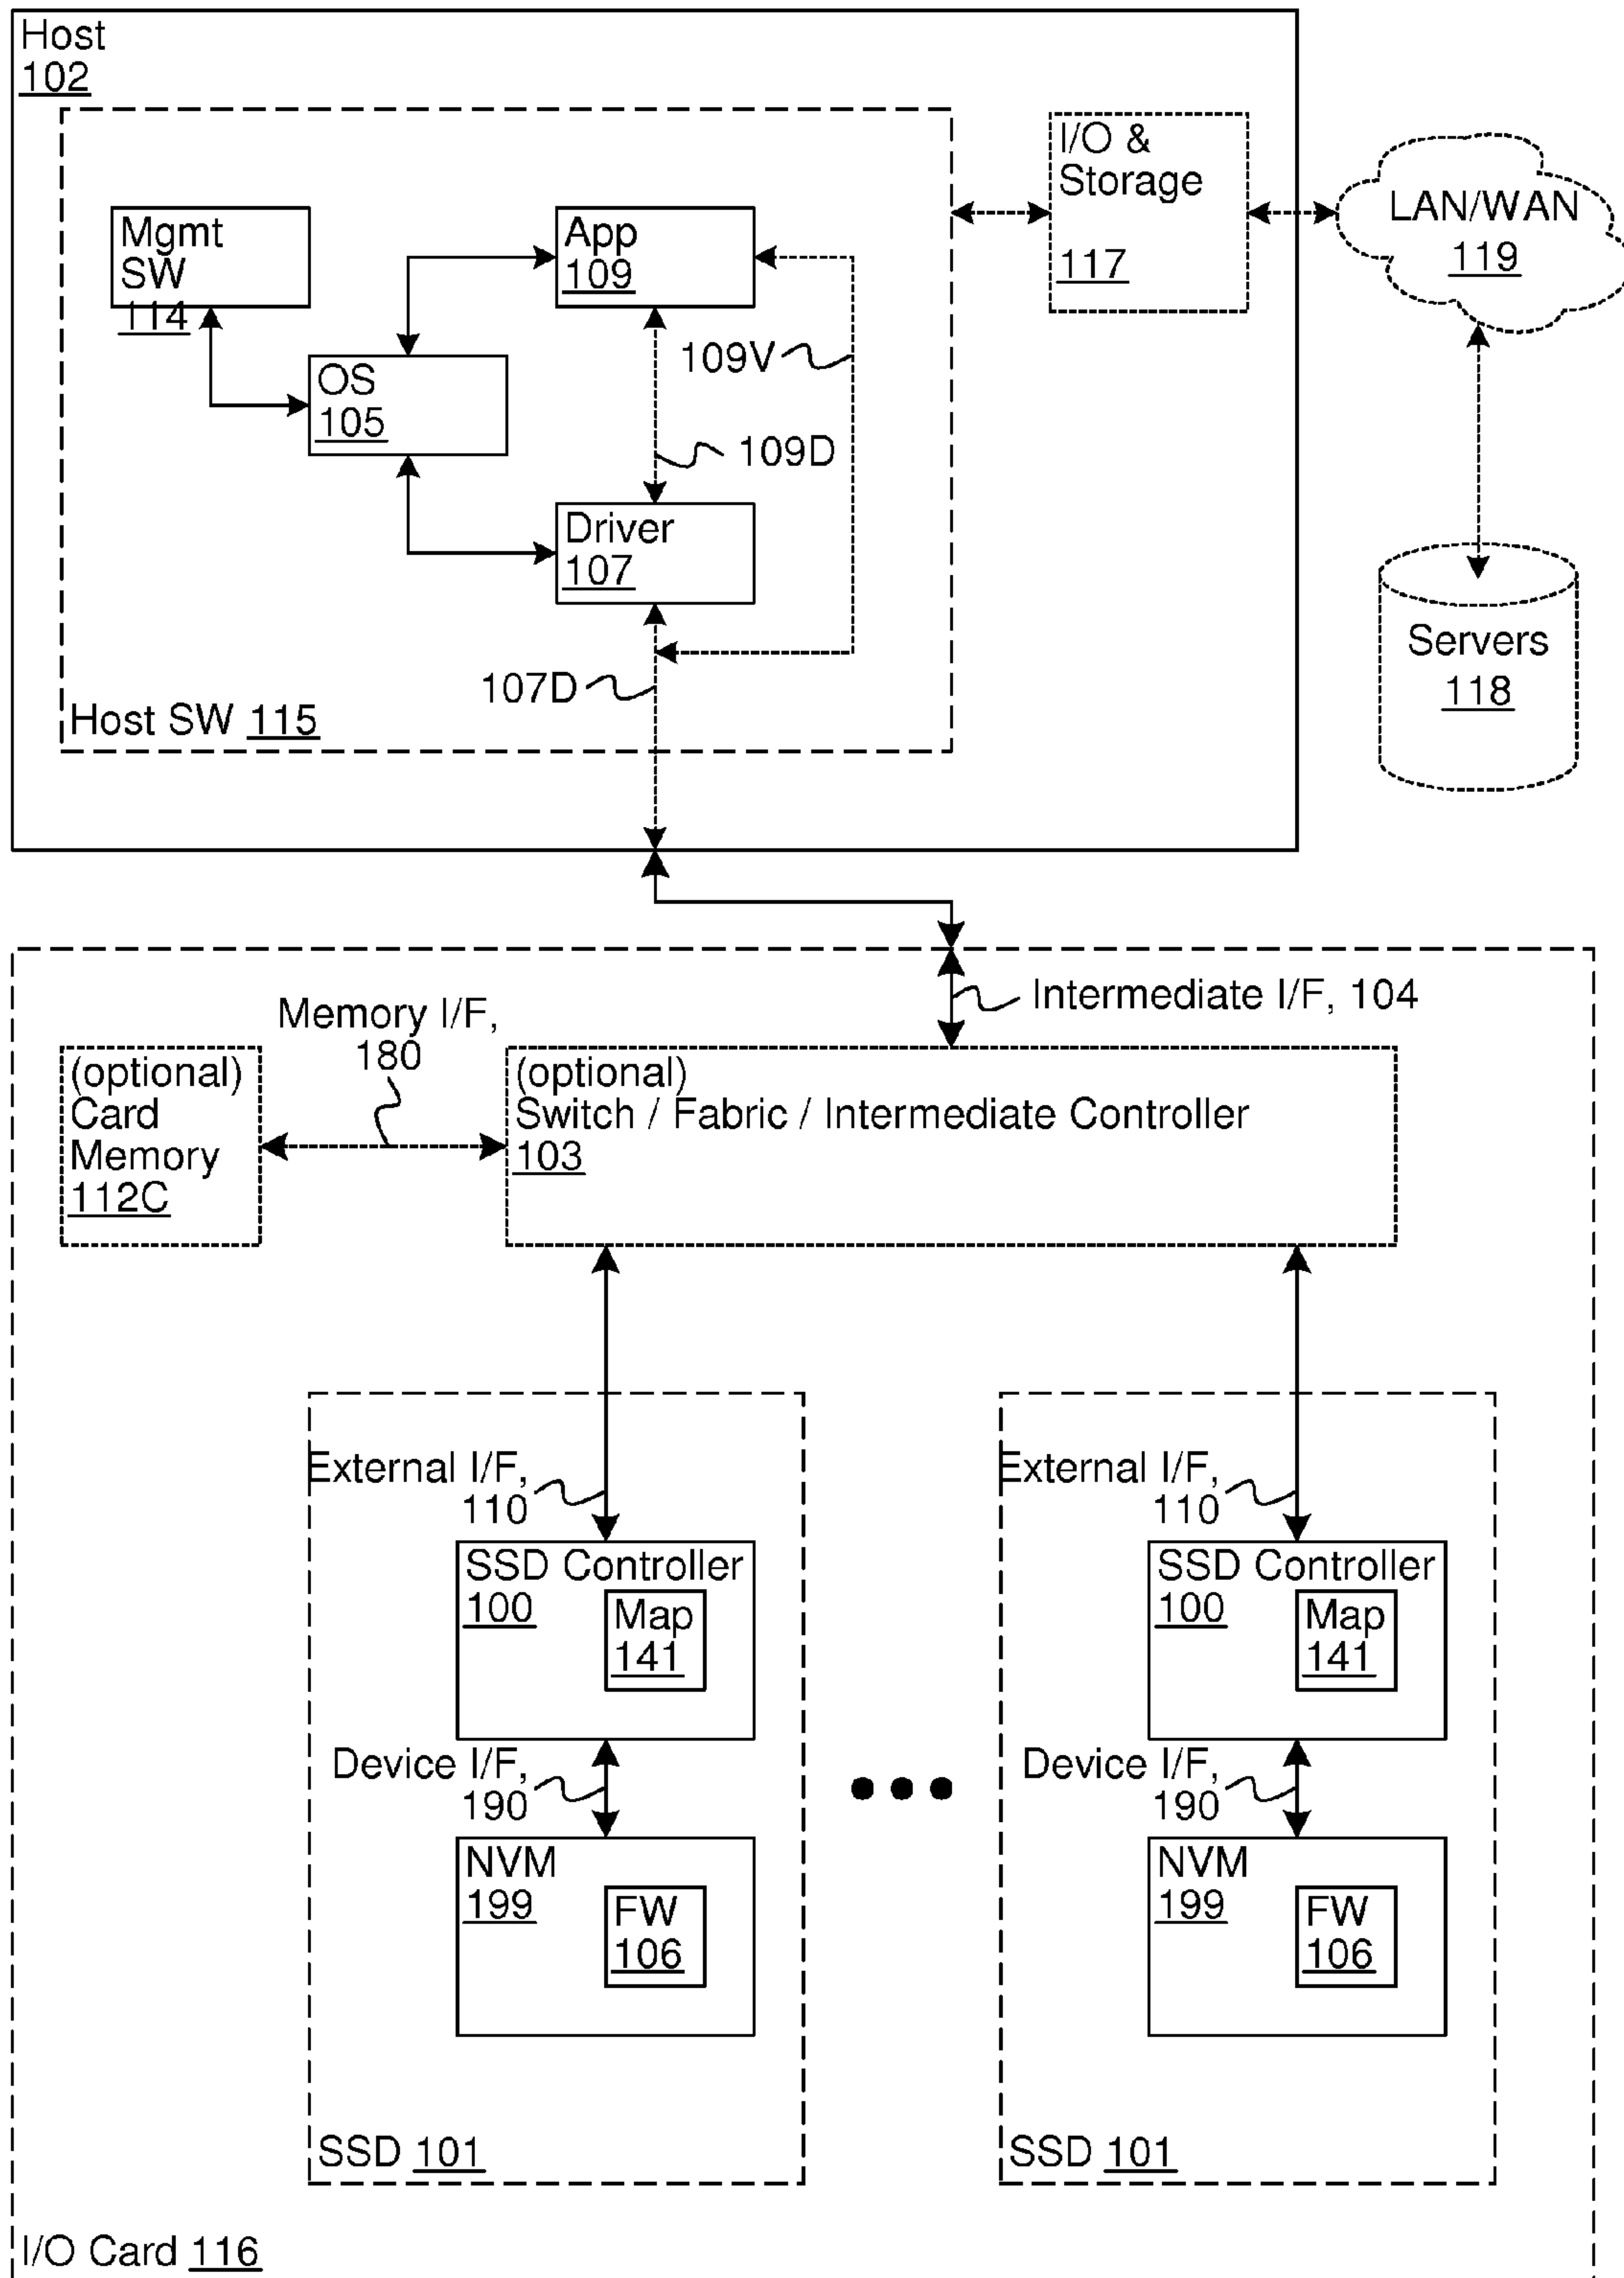 Host
102
I/O &
Storage
117
LAN/WAN
119
Mgmt
SW
114
App
109
109V
OS
105
109D
Driver
107
Servers
118
107D
Host SW 115
Intermediate I/F, 104
Memory I/F,
180
(optional)
Card
Memory
112C
(optional)
Switch / Fabric / Intermediate Controller
103
External I/F,
110
SSD Controller
100
Map
141
Device I/F,
190
NVM
199
FW
106
SSD 101
External I/F,
110
SSD Controller
100
Map
141
Device I/F,
190
NVM
199
FW
106
SSD 101
I/O Card 116